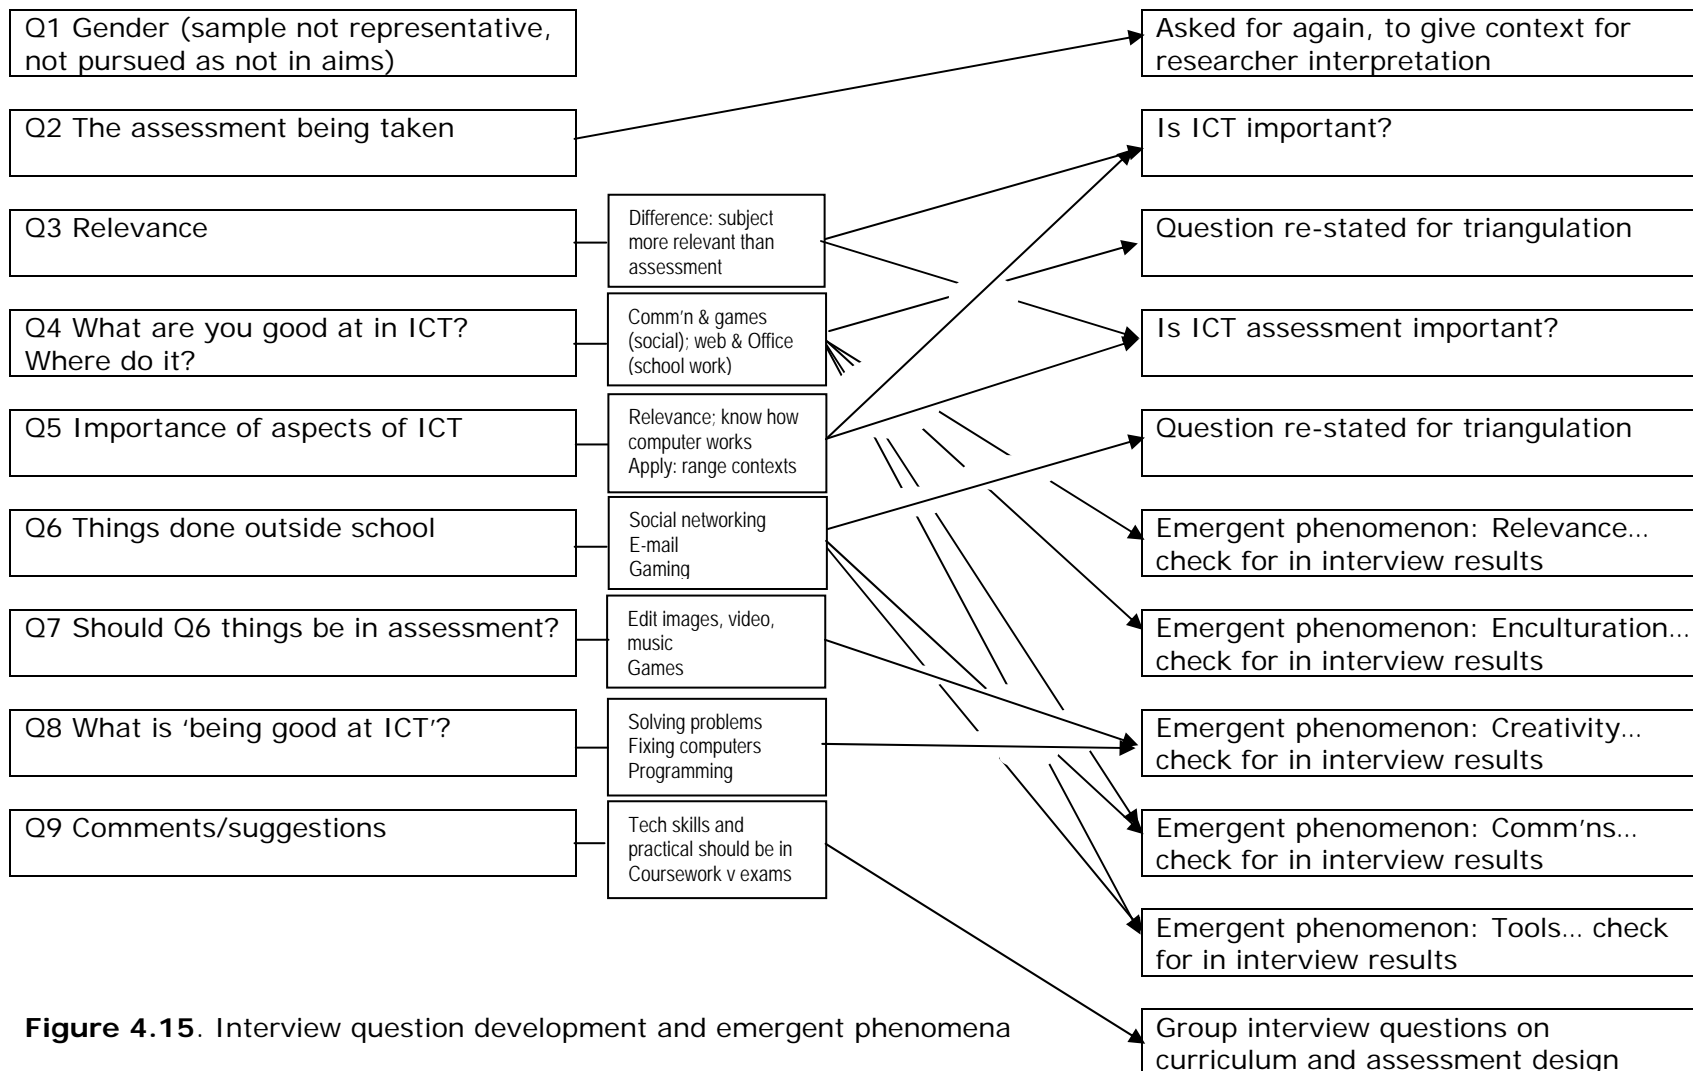 Q1 Gender (sample not representative,
not pursued as not in aims)
Q2 The assessment being taken
Q3 Relevance
Q4 What are you good at in ICT?
Where do it?
Q5 Importance of aspects of ICT
Q6 Things done outside school
Q7 Should Q6 things be in assessment?
Q8 What is ‘being good at ICT’?
Q9 Comments/suggestions
Difference: subject
more relevant than
assessment
Comm’n & games
(social); web & Office
(school work)
Relevance; know how
computer works
Apply: range contexts
Social networking
E-mail
Gaming
Edit images, video,
music
Games
Solving problems
Fixing computers
Programming
Tech skills and
practical should be in
Coursework v exams
Asked for again, to give context for
researcher interpretation
Is ICT important?
Question re-stated for triangulation
Is ICT assessment important?
Question re-stated for triangulation
Emergent phenomenon: Relevance…
check for in interview results
Emergent phenomenon: Enculturation…
check for in interview results
Emergent phenomenon: Creativity…
check for in interview results
Emergent phenomenon: Comm’ns…
check for in interview results
Emergent phenomenon: Tools… check
for in interview results
Group interview questions on
curriculum and assessment design
Figure 4.15. Interview question development and emergent phenomena